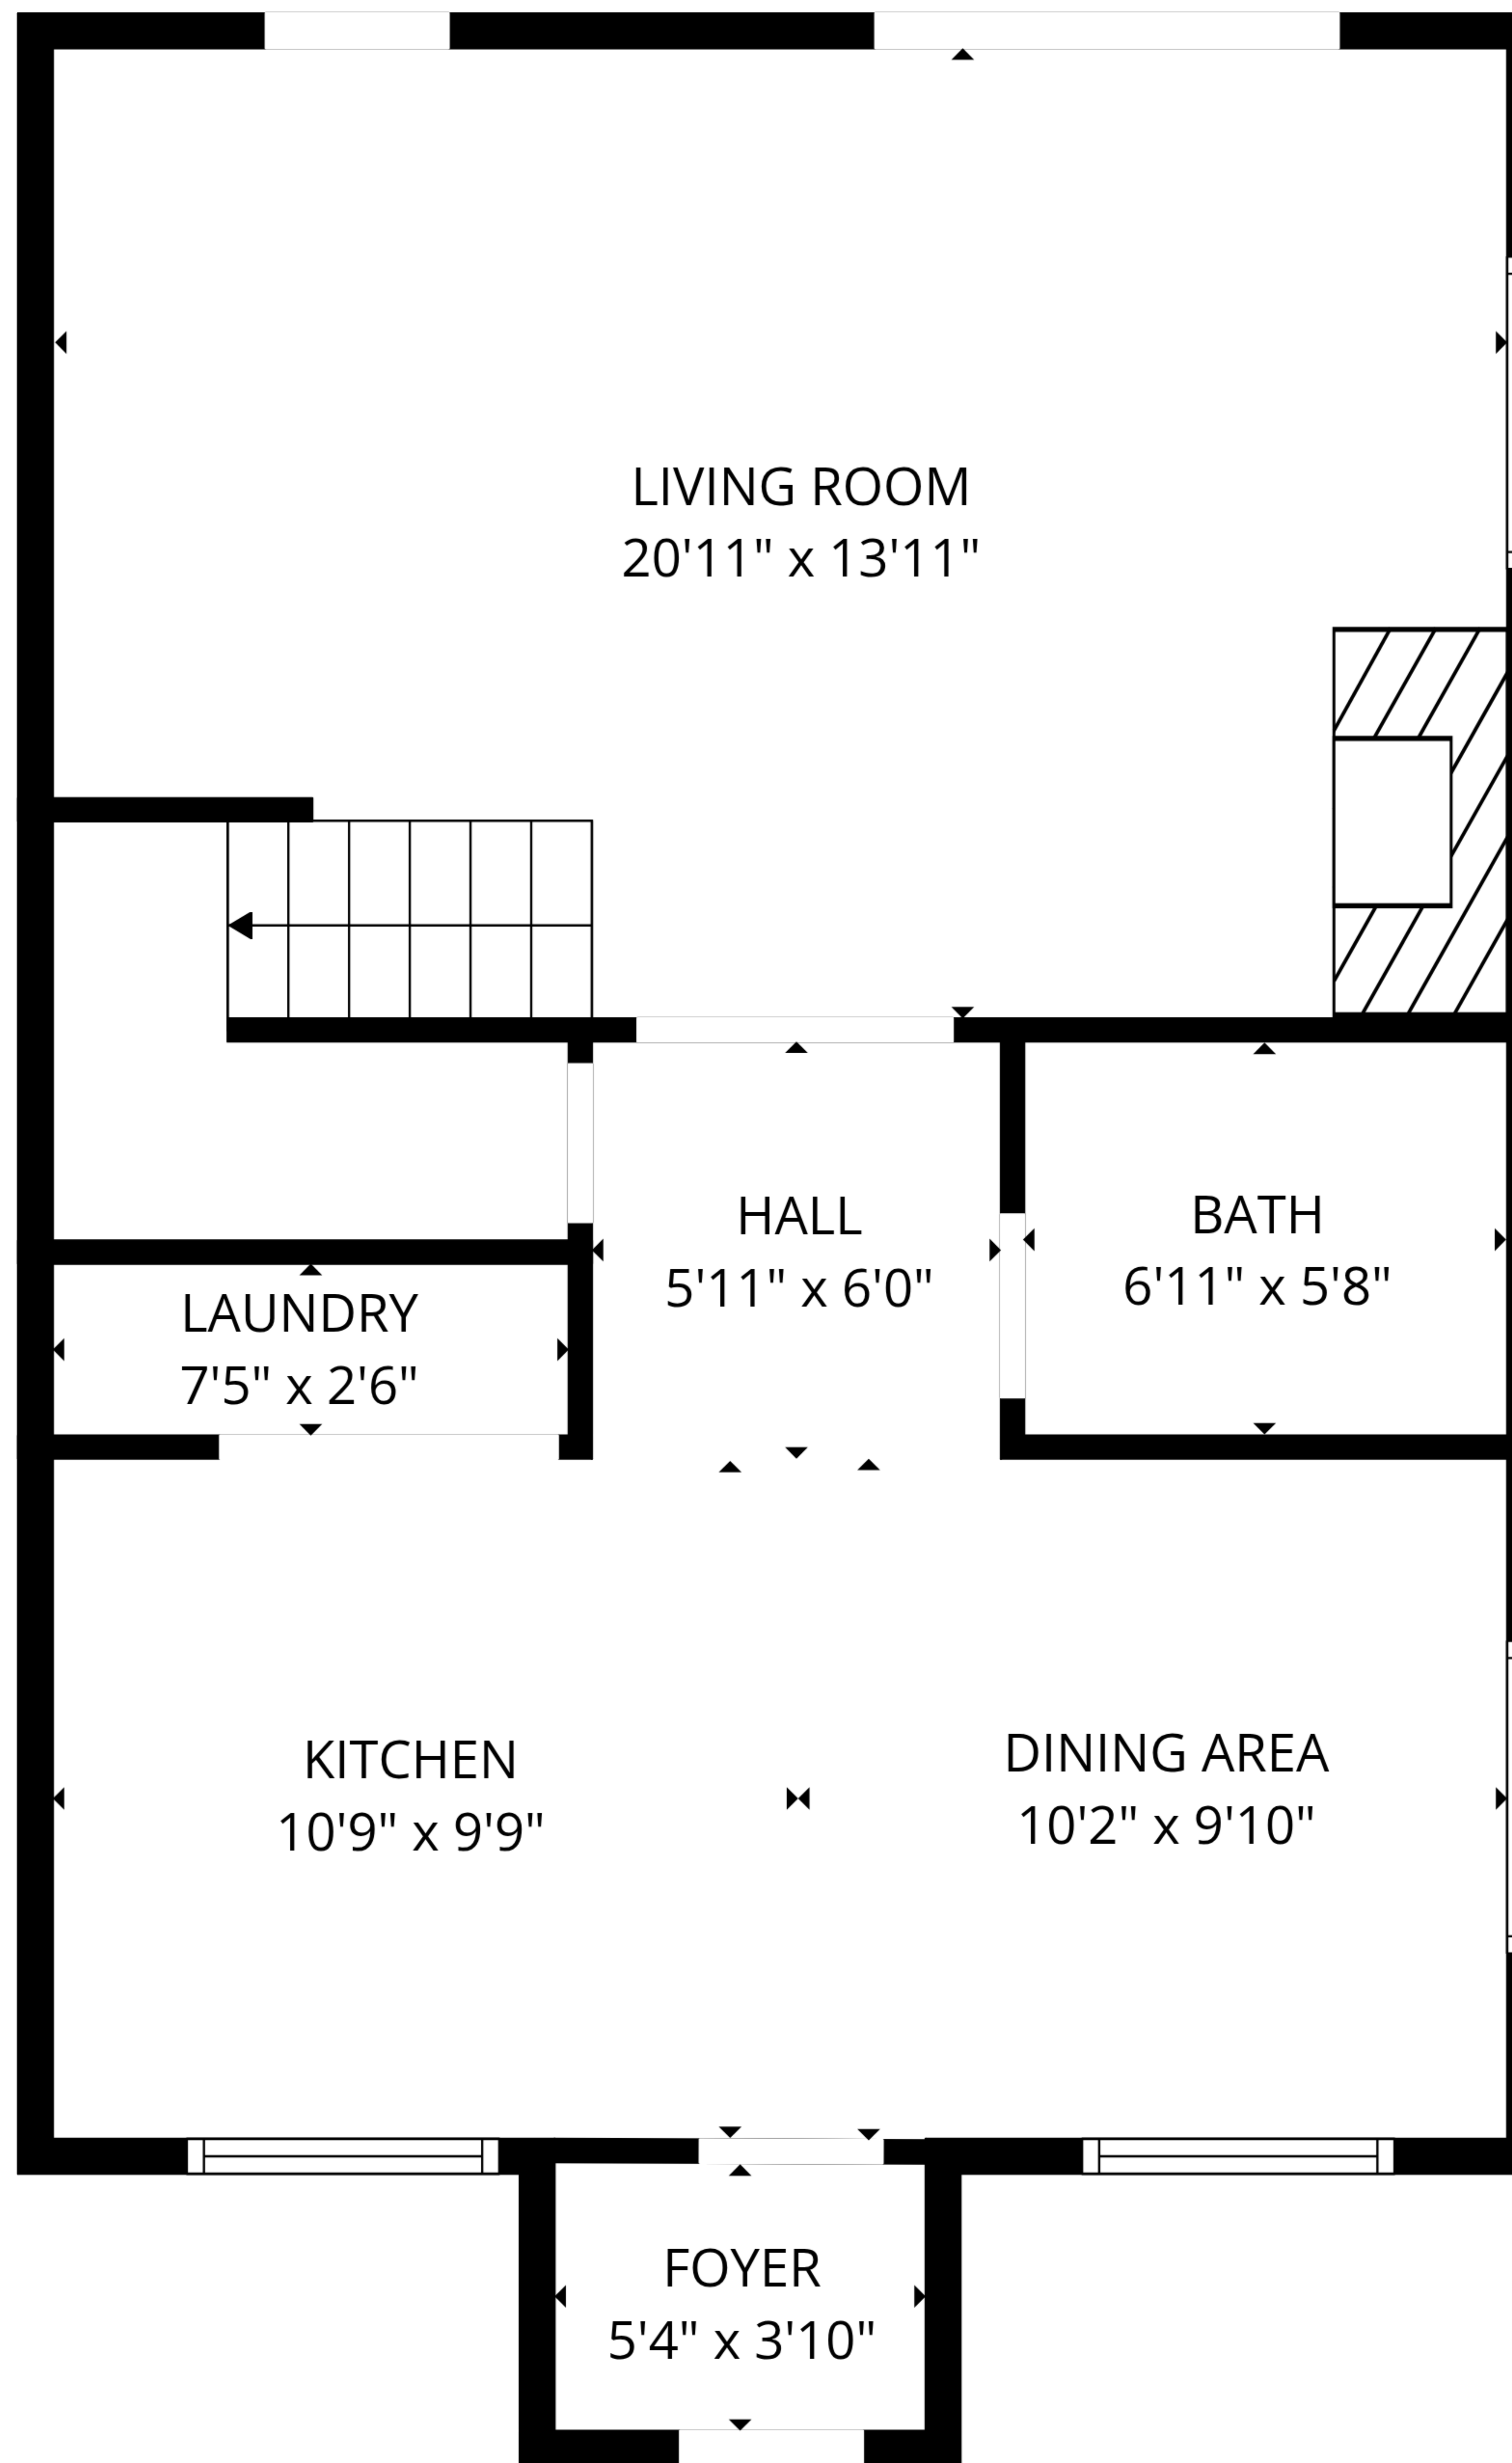 LIVING ROOM
20'11" x 13'11"
HALL
5'11" x 6'0"
BATH
6'11" x 5'8"
LAUNDRY
7'5" x 2'6"
KITCHEN
10'9" x 9'9"
DINING AREA
10'2" x 9'10"
FOYER
5'4" x 3'10"